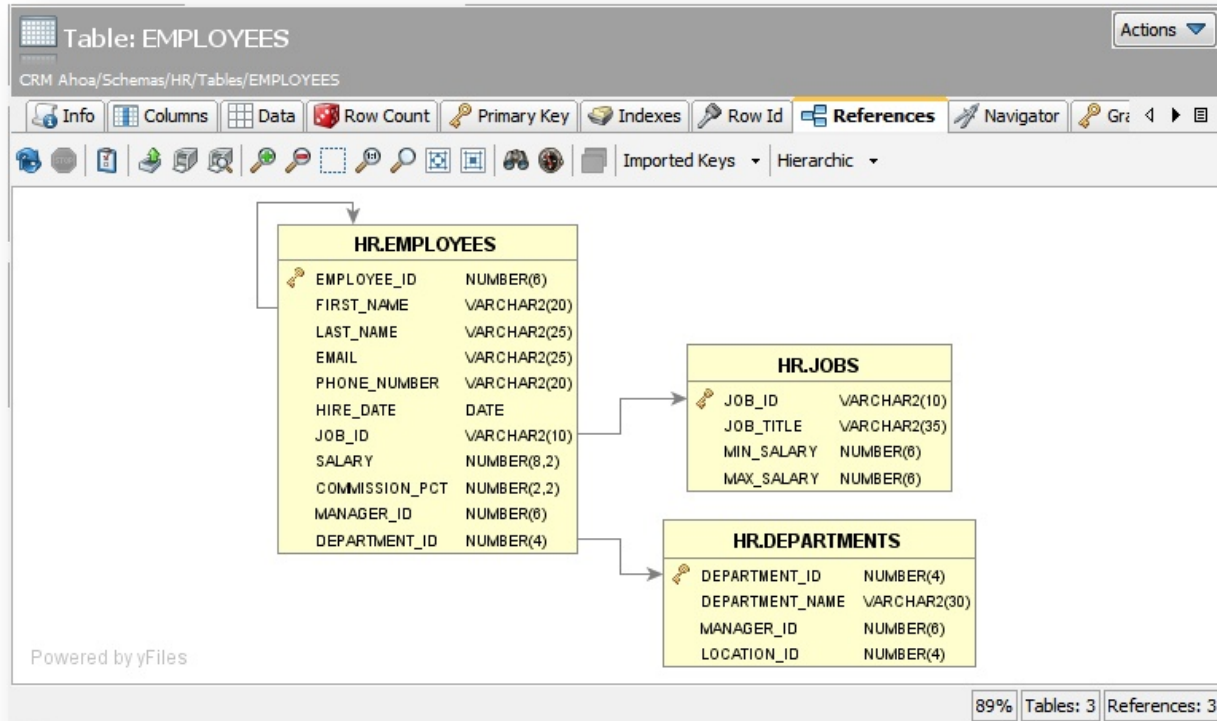 Table: EMPLOYEES
Actions
CRM Ahoa/Schemas/HR/Tables/EMPLOYEES
Info Columns Data Row Count Primary Key Indexes Row Id References Navigator Gra
STOP 1:1 Imported Keys Hierarchic
HR.EMPLOYEES
EMPLOYEE_ID NUMBER(6)
FIRST_NAME VARCHAR2(20)
LAST_NAME VARCHAR2(25)
EMAIL VARCHAR2(25)
PHONE_NUMBER VARCHAR2(20)
HIRE_DATE DATE
JOB_ID VARCHAR2(10)
SALARY NUMBER(8,2)
COMMISSION_PCT NUMBER(2,2)
MANAGER_ID NUMBER(6)
DEPARTMENT_ID NUMBER(4)
HR.JOBS
JOB_ID VARCHAR2(10)
JOB_TITLE VARCHAR2(35)
MIN_SALARY NUMBER(6)
MAX_SALARY NUMBER(6)
HR.DEPARTMENTS
DEPARTMENT_ID NUMBER(4)
DEPARTMENT_NAME VARCHAR2(30)
MANAGER_ID NUMBER(6)
LOCATION_ID NUMBER(4)
Powered by yFiles
89% Tables: 3 References: 3